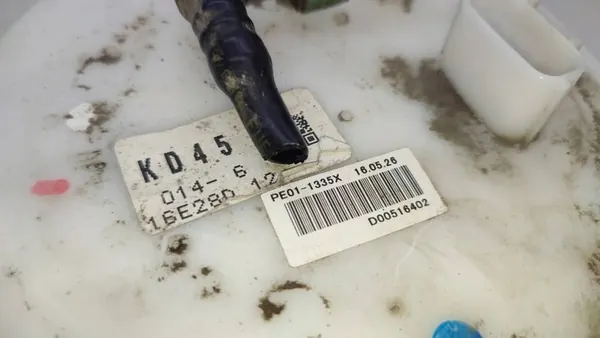 KD45
014- 6
16E28D 12
PE01-1335X 16.05.26
D00516402